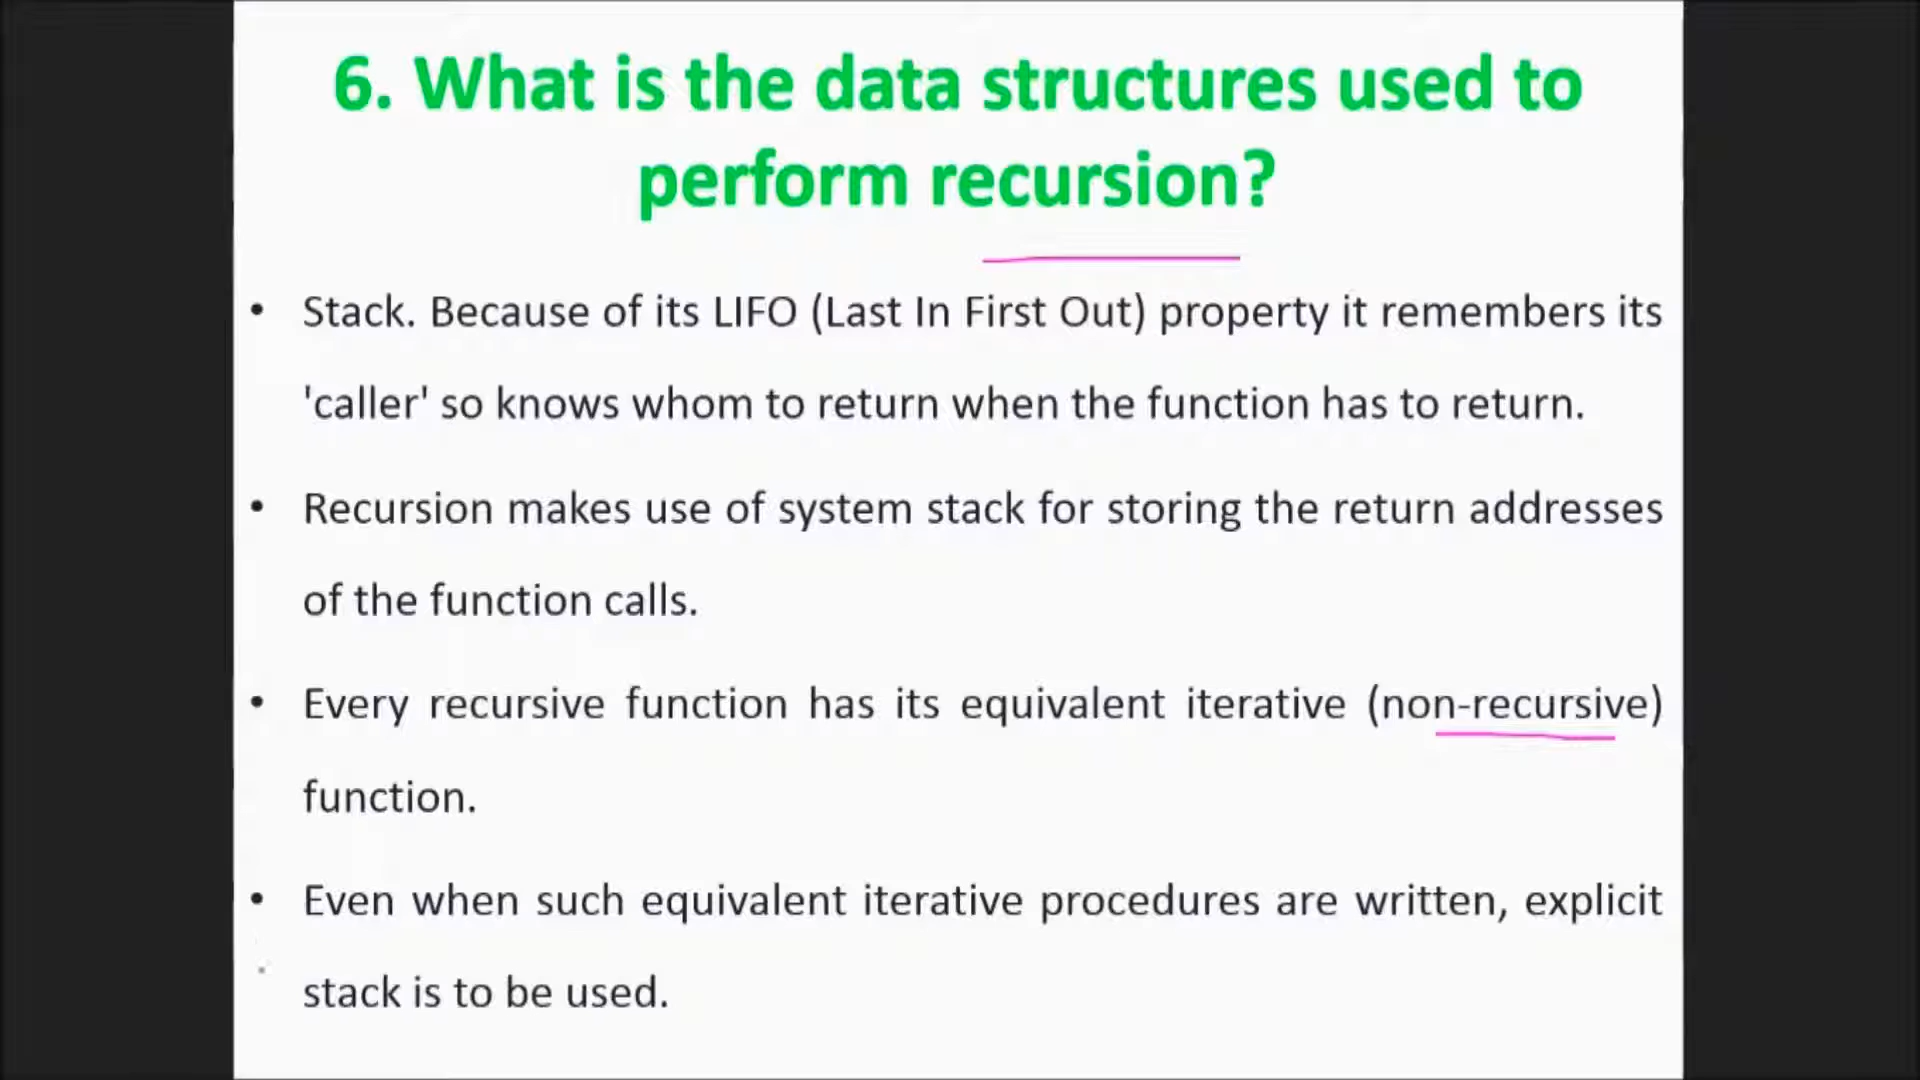 6. What is the data structures used to
perform recursion?
• Stack. Because of its LIFO (Last In First Out) property it remembers its
'caller' so knows whom to return when the function has to return.
• Recursion makes use of system stack for storing the return addresses
of the function calls.
• Every recursive function has its equivalent iterative (non-recursive)
function.
• Even when such equivalent iterative procedures are written, explicit
stack is to be used.